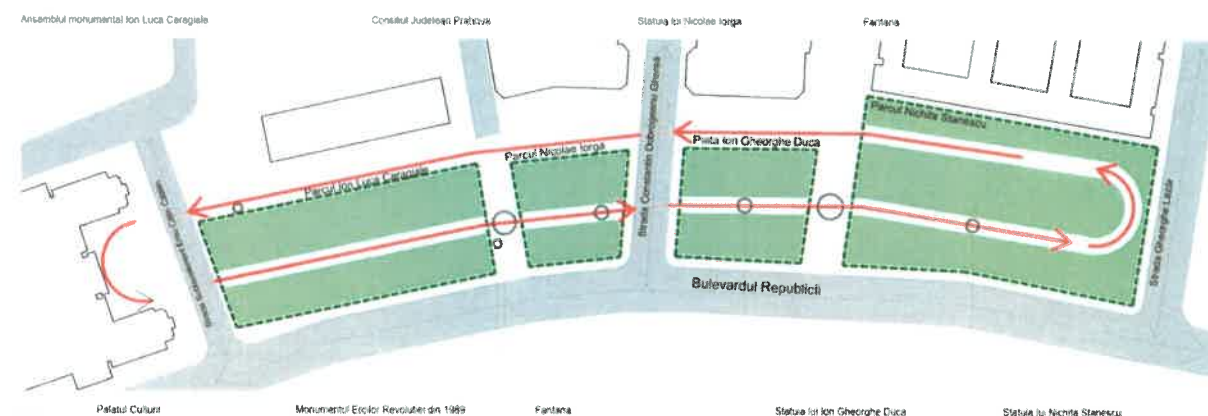 Ansamblul monumental Ion Luca Caragiale
Consiliul Judetean Prahova
Statuia lui Nicolae Iorga
Fantana
Strada Constantin Dobrogeanu Gherea
Parcul Nichita Stanescu
Piata Ion Gheorghe Duca
Parcul Nicolae Iorga
Parcul Ion Luca Caragiale
Strada Gheorghe Lazar
Bulevardul Republicii
Palatul Culturii
Monumentul Eroilor Revolutiei din 1989
Fantana
Statuia lui Ion Gheorghe Duca
Statuia lui Nichita Stanescu